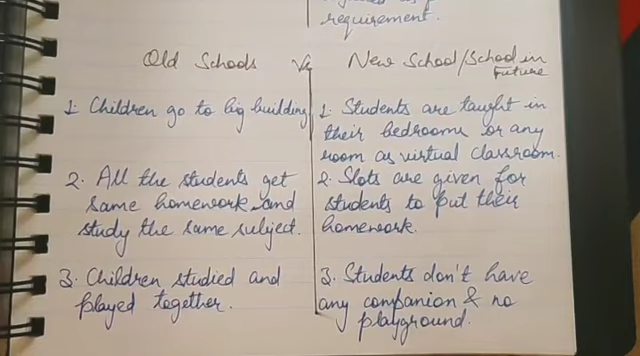 requirement.
Old Schools Vs New School/School in Future
1. Children go to big building
2. All the students get
same homework and
study the same subject.
3. Children studied and
played together.
1. Students are taught in
their bedrooms or any
room as virtual classroom.
2. Slots are given for
students to put their
homework.
3. Students don't have
any companion & no
playground.